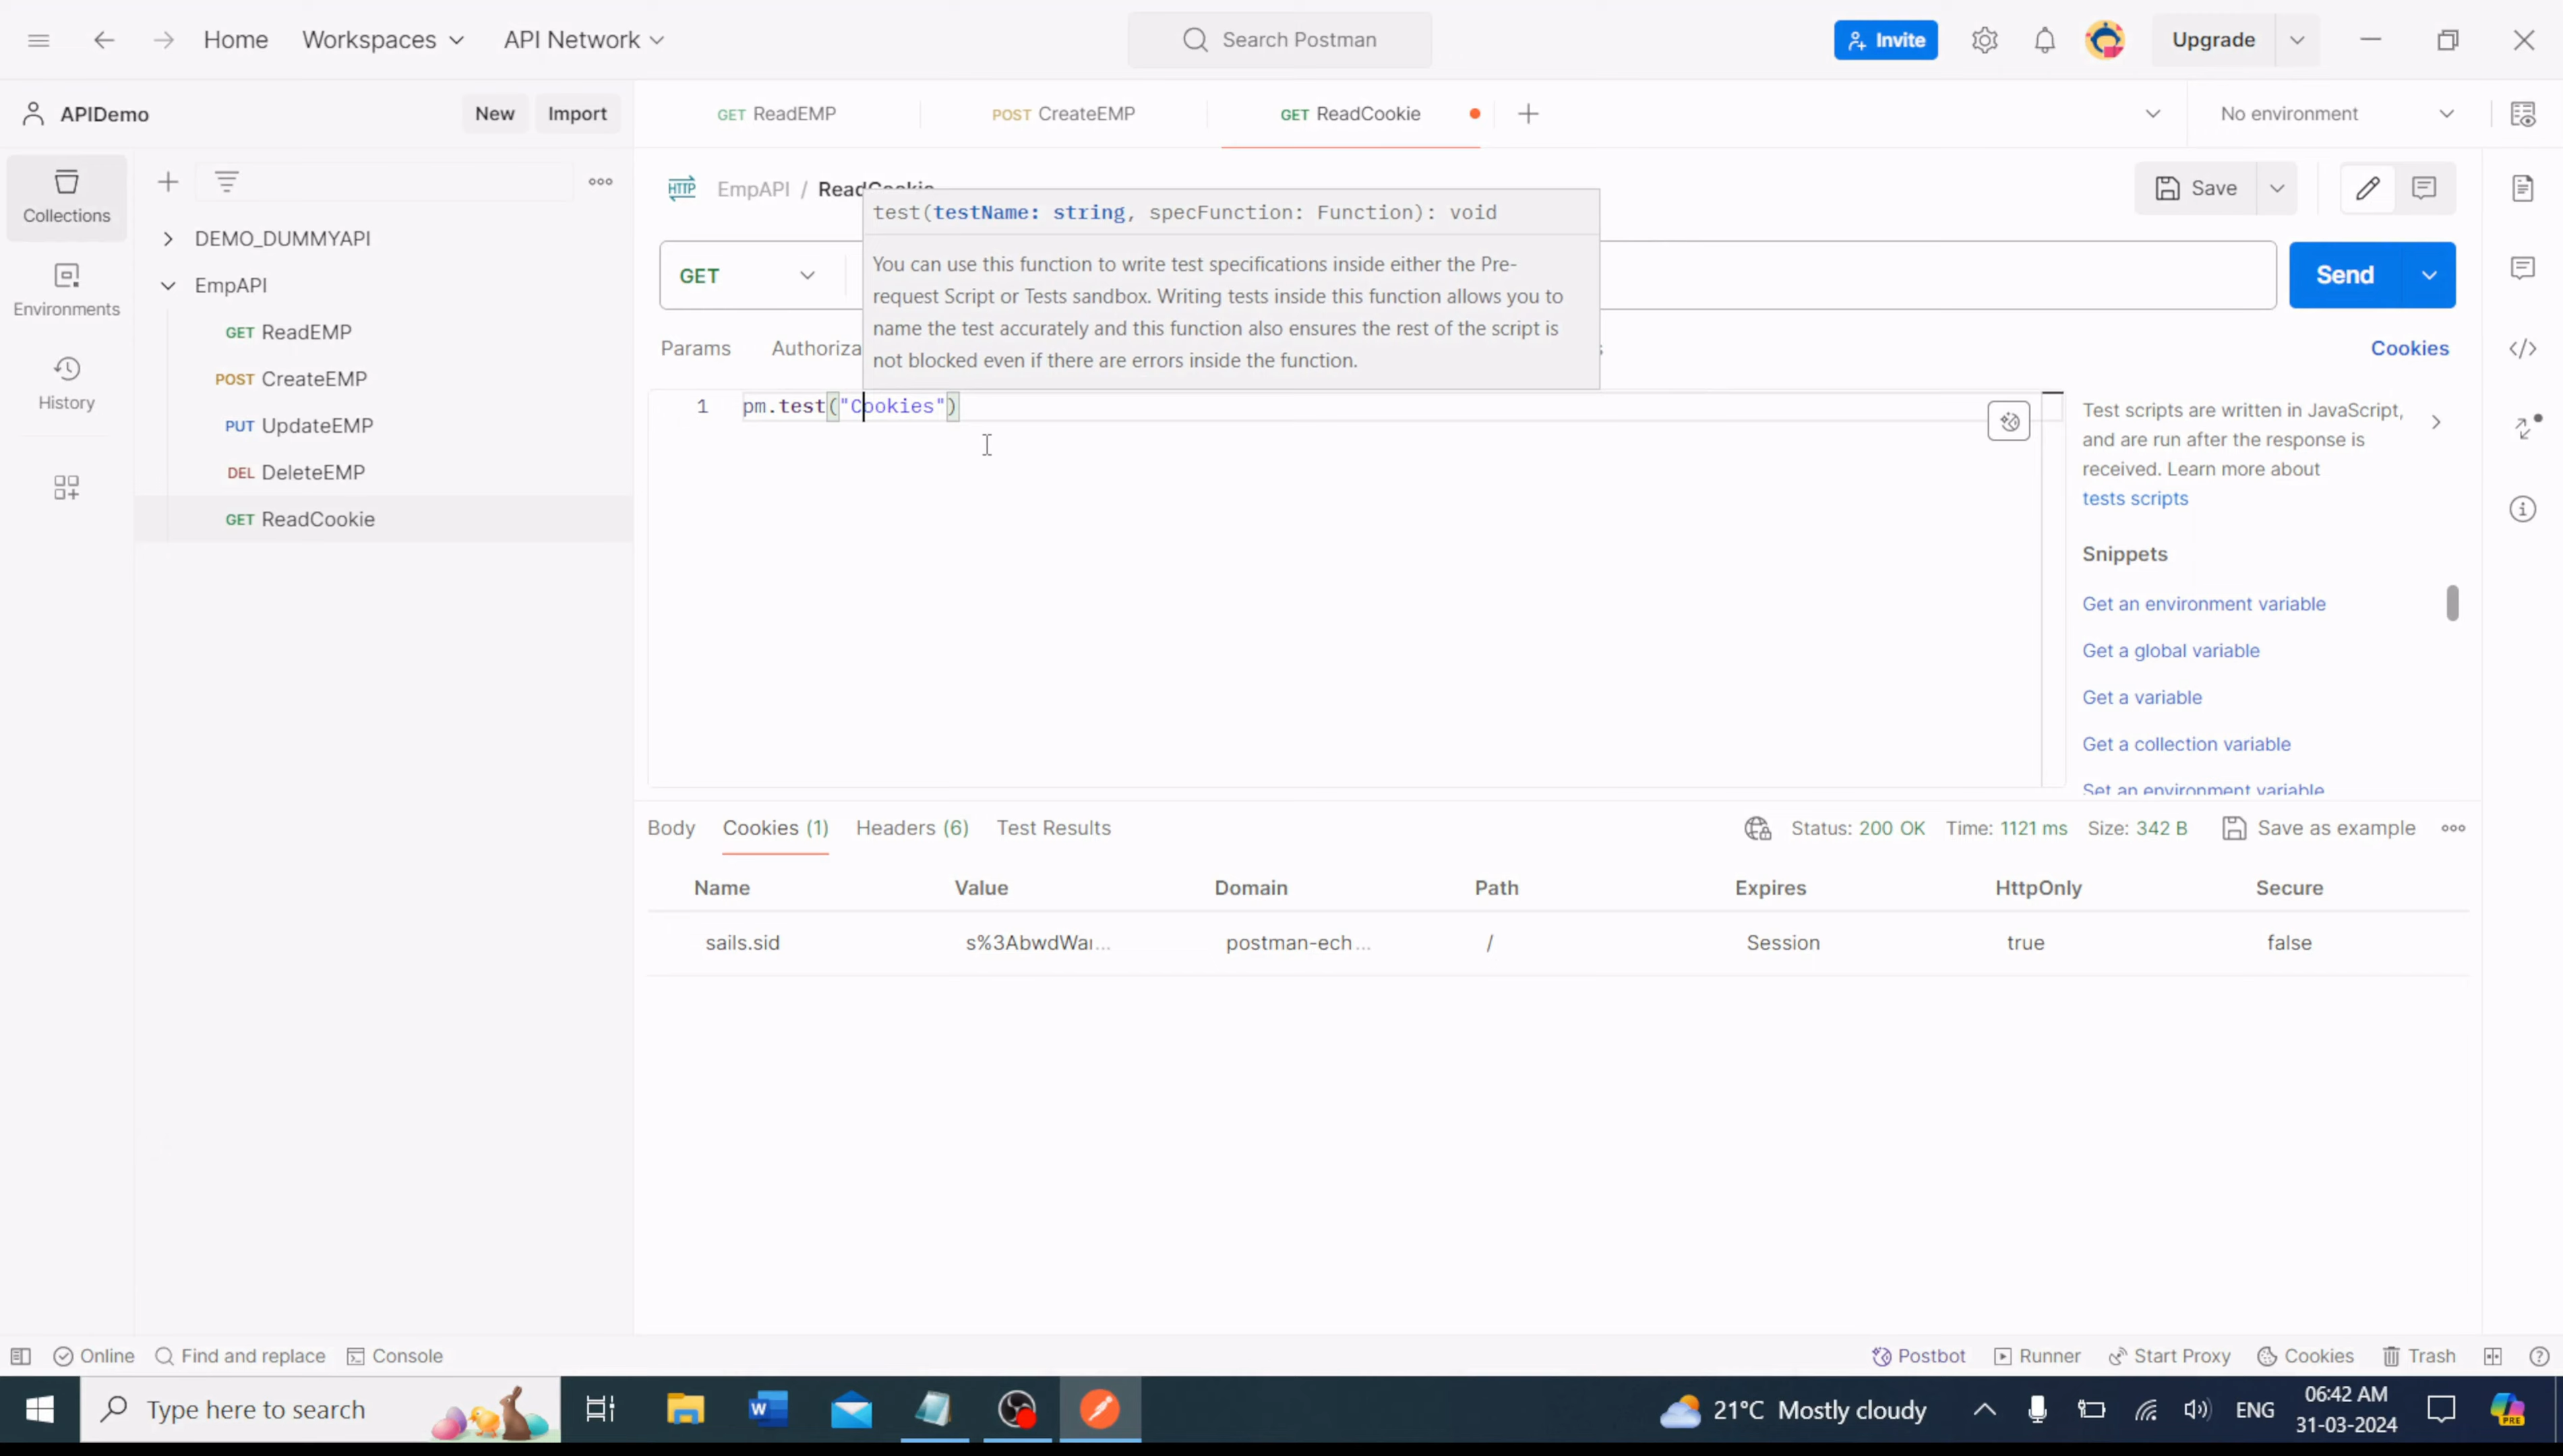 Home Workspaces API Network Search Postman Invite Upgrade
APIDemo New Import GET ReadEMP POST CreateEMP GET ReadCookie No environment
Collections
Environments
History
DEMO_DUMMYAPI
EmpAPI
GET ReadEMP
POST CreateEMP
PUT UpdateEMP
DEL DeleteEMP
GET ReadCookie
HTTP EmpAPI / ReadCookie Save
test(testName: string, specFunction: Function): void
You can use this function to write test specifications inside either the Pre-
request Script or Tests sandbox. Writing tests inside this function allows you to
name the test accurately and this function also ensures the rest of the script is
not blocked even if there are errors inside the function.
GET Send
Params Authoriza Cookies
1 pm.test("Cookies")
Test scripts are written in JavaScript,
and are run after the response is
received. Learn more about
tests scripts
Snippets
Get an environment variable
Get a global variable
Get a variable
Get a collection variable
Set an environment variable
Body Cookies (1) Headers (6) Test Results Status: 200 OK Time: 1121 ms Size: 342 B Save as example
Name Value Domain Path Expires HttpOnly Secure
sails.sid s%3AbwdWar... postman-ech... / Session true false
Online Find and replace Console Postbot Runner Start Proxy Cookies Trash
Type here to search 21°C Mostly cloudy ENG 06:42 AM
31-03-2024
PRE